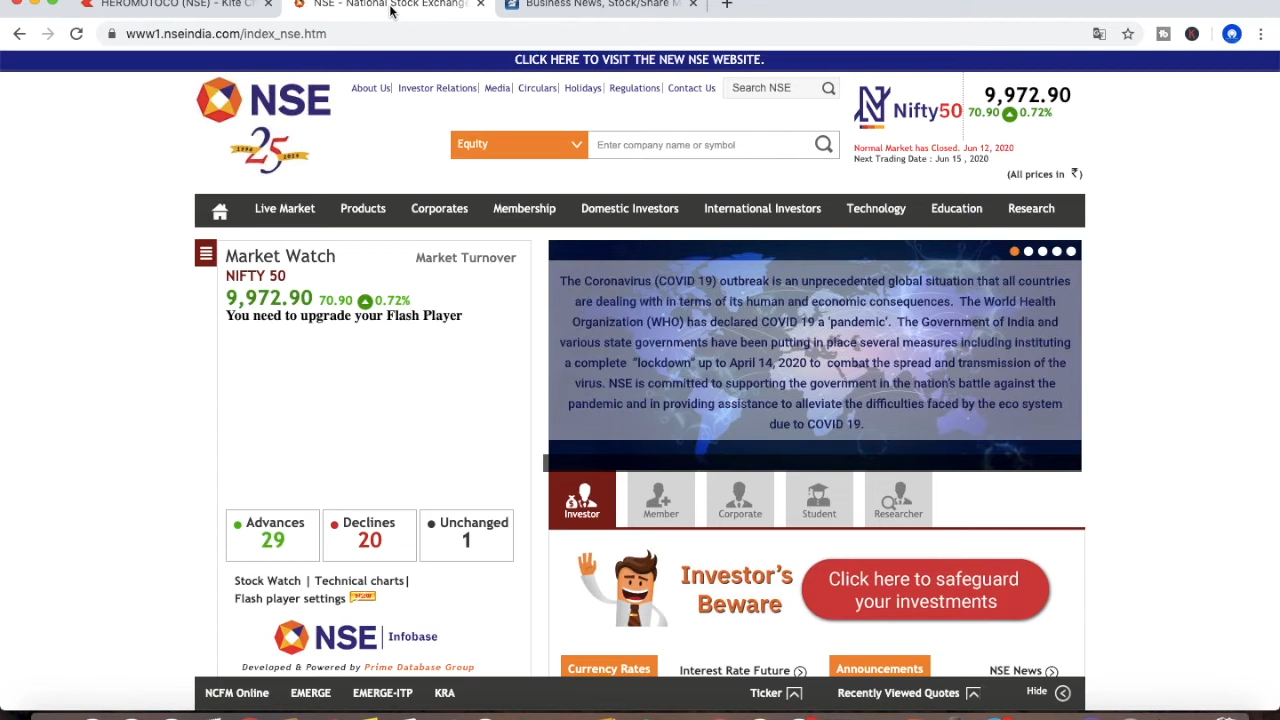 HEROMOTOCO (NSE) - Kite
NSE - National Stock Exchange
Business News, Stock/Share M
www1.nseindia.com/index_nse.htm
CLICK HERE TO VISIT THE NEW NSE WEBSITE.
NSE
1994 25 2019
About Us| Investor Relations| Media| Circulars| Holidays| Regulations| Contact Us
Search NSE
Equity
Enter company name or symbol
Nifty50
9,972.90
70.90 0.72%
Normal Market has Closed. Jun 12, 2020
Next Trading Date : Jun 15 , 2020
(All prices in ₹)
Live Market Products Corporates Membership Domestic Investors International Investors Technology Education Research
Market Watch Market Turnover
NIFTY 50
9,972.90 70.90 0.72%
You need to upgrade your Flash Player
Advances
29
Declines
20
Unchanged
1
Stock Watch | Technical charts|
Flash player settings
NSE Infobase
Developed & Powered by Prime Database Group
The Coronavirus (COVID 19) outbreak is an unprecedented global situation that all countries
are dealing with in terms of its human and economic consequences. The World Health
Organization (WHO) has declared COVID 19 a ‘pandemic’. The Government of India and
various state governments have been putting in place several measures including instituting
a complete “lockdown” up to April 14, 2020 to combat the spread and transmission of the
virus. NSE is committed to supporting the government in the nation's battle against the
pandemic and in providing assistance to alleviate the difficulties faced by the eco system
due to COVID 19.
Investor Member Corporate Student Researcher
Investor's
Beware
Click here to safeguard
your investments
Currency Rates Interest Rate Future Announcements NSE News
NCFM Online EMERGE EMERGE-ITP KRA Ticker Recently Viewed Quotes Hide